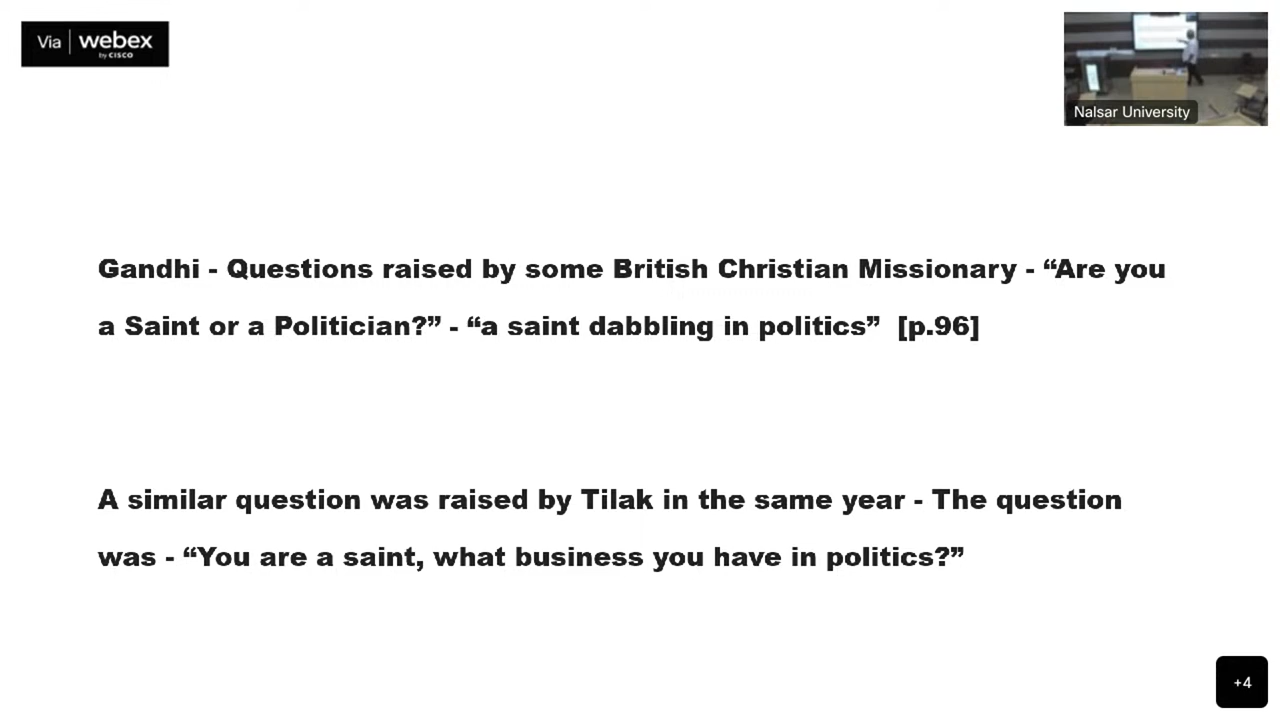 Via | webex
by CISCO
Nalsar University
Gandhi - Questions raised by some British Christian Missionary - “Are you
a Saint or a Politician?” - “a saint dabbling in politics” [p.96]
A similar question was raised by Tilak in the same year - The question
was - “You are a saint, what business you have in politics?”
+4